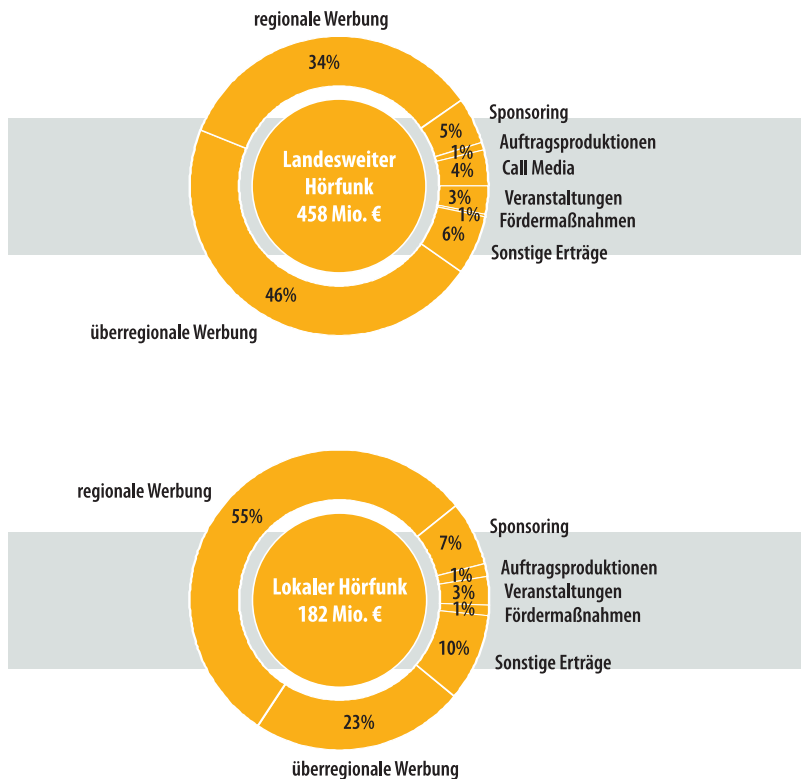 regionale Werbung
34%
Sponsoring
5%
Auftragsproduktionen
1%
Call Media
4%
Landesweiter
Hörfunk
458 Mio. €
Veranstaltungen
3%
Fördermaßnahmen
1%
Sonstige Erträge
6%
46%
überregionale Werbung
regionale Werbung
55%
Sponsoring
7%
Auftragsproduktionen
1%
Veranstaltungen
3%
Fördermaßnahmen
1%
Lokaler Hörfunk
182 Mio. €
Sonstige Erträge
10%
23%
überregionale Werbung